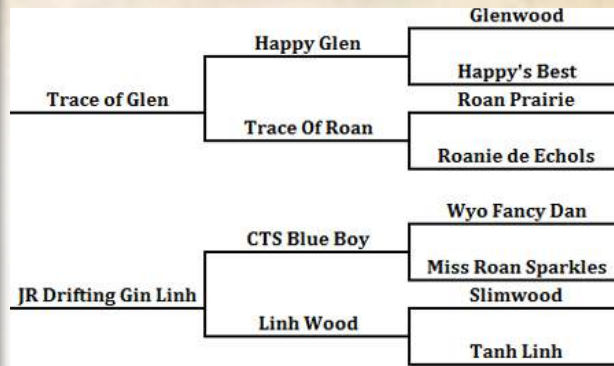 Glenwood
Happy Glen
Happy's Best
Trace of Glen
Roan Prairie
Trace Of Roan
Roanie de Echols
Wyo Fancy Dan
CTS Blue Boy
Miss Roan Sparkles
JR Drifting Gin Linh
Slimwood
Linh Wood
Tanh Linh